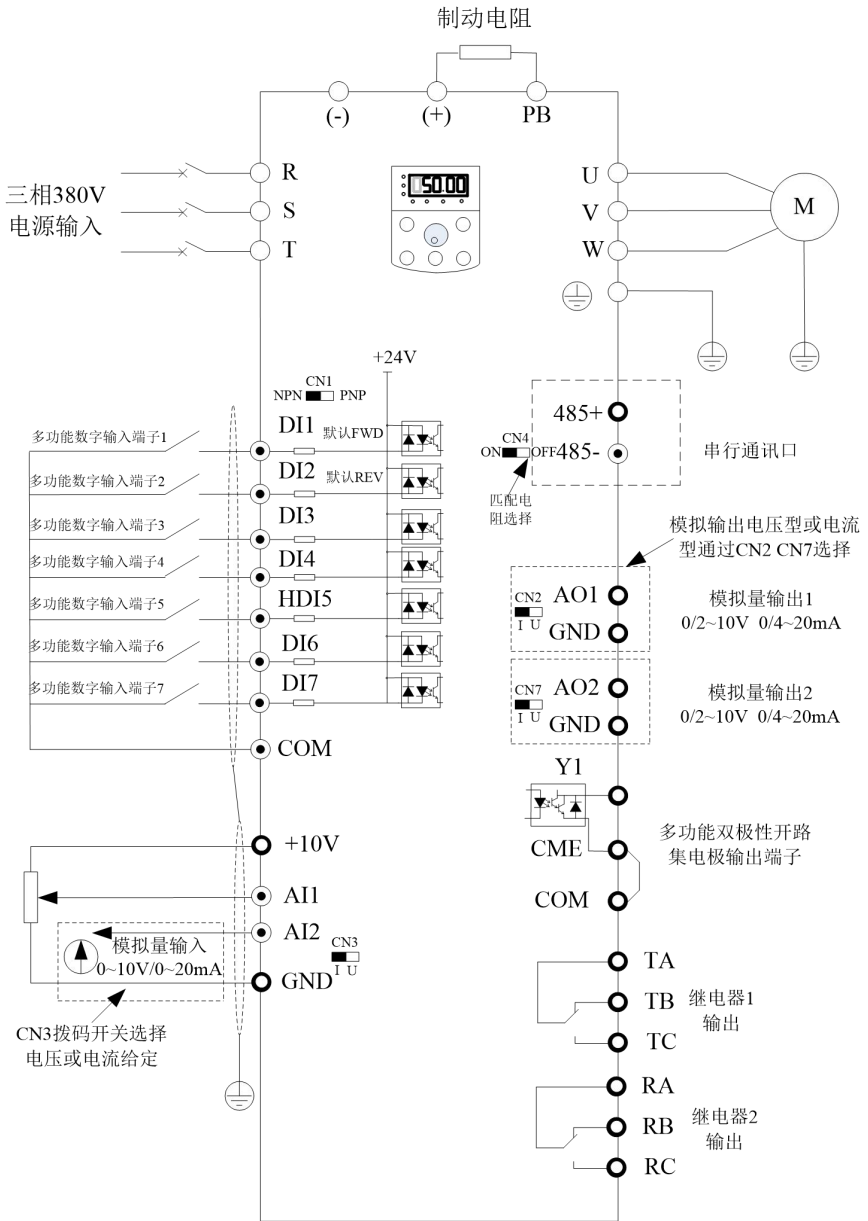 制动电阻
(-)
(+)
PB
三相380V
电源输入
R
S
T
50.00
U
V
W
M
+24V
CN1
NPN
PNP
多功能数字输入端子1
DI1
默认FWD
多功能数字输入端子2
DI2
默认REV
多功能数字输入端子3
DI3
多功能数字输入端子4
DI4
多功能数字输入端子5
HDI5
多功能数字输入端子6
DI6
多功能数字输入端子7
DI7
COM
485+
CN4
ON
OFF
485-
串行通讯口
匹配电
阻选择
模拟输出电压型或电流
型通过CN2 CN7选择
CN2
I U
AO1
GND
模拟量输出1
0/2~10V 0/4~20mA
CN7
I U
AO2
GND
模拟量输出2
0/2~10V 0/4~20mA
Y1
CME
COM
多功能双极性开路
集电极输出端子
+10V
AI1
AI2
CN3
I U
GND
模拟量输入
0~10V/0~20mA
CN3拨码开关选择
电压或电流给定
TA
TB
TC
继电器1
输出
RA
RB
RC
继电器2
输出